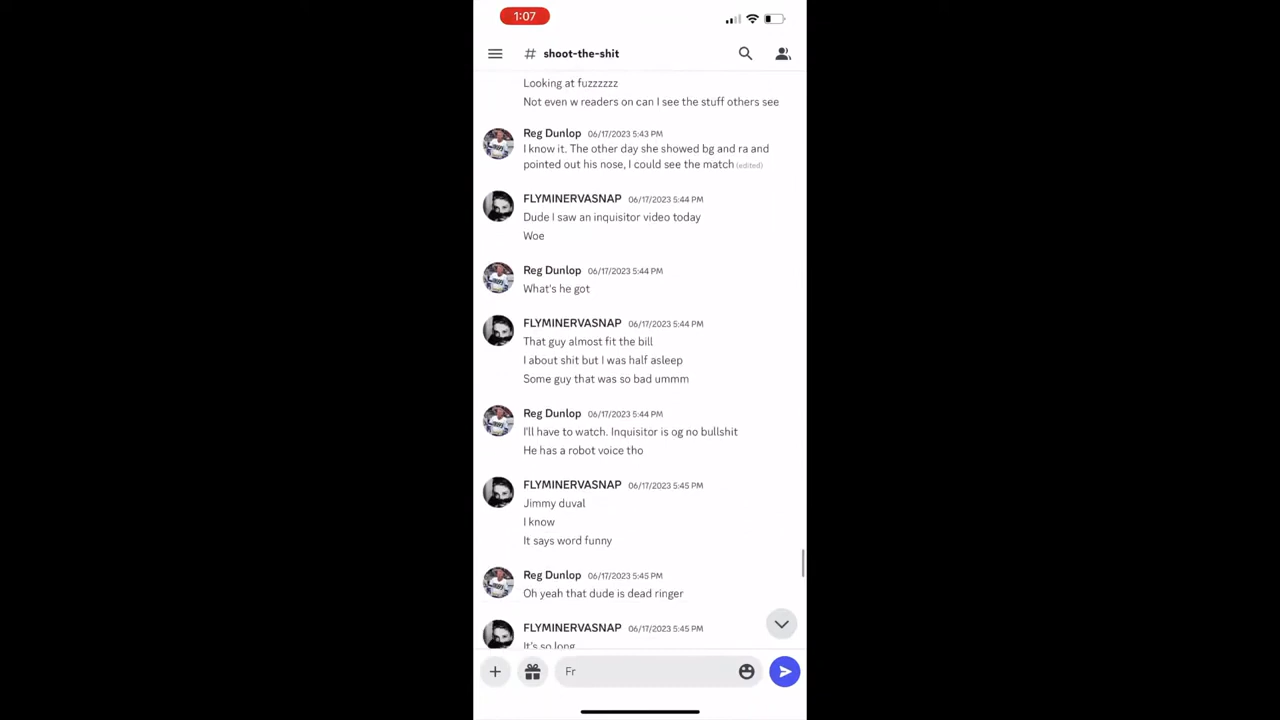 1:07
# shoot-the-shit
Looking at fuzzzzzz
Not even w readers on can I see the stuff others see
Reg Dunlop 06/17/2023 5:43 PM
I know it. The other day she showed bg and ra and
pointed out his nose, I could see the match (edited)
FLYMINERVASNAP 06/17/2023 5:44 PM
Dude I saw an inquisitor video today
Woe
Reg Dunlop 06/17/2023 5:44 PM
What's he got
FLYMINERVASNAP 06/17/2023 5:44 PM
That guy almost fit the bill
I about shit but I was half asleep
Some guy that was so bad ummm
Reg Dunlop 06/17/2023 5:44 PM
I'll have to watch. Inquisitor is og no bullshit
He has a robot voice tho
FLYMINERVASNAP 06/17/2023 5:45 PM
Jimmy duval
I know
It says word funny
Reg Dunlop 06/17/2023 5:45 PM
Oh yeah that dude is dead ringer
FLYMINERVASNAP 06/17/2023 5:45 PM
It's so long
Fr